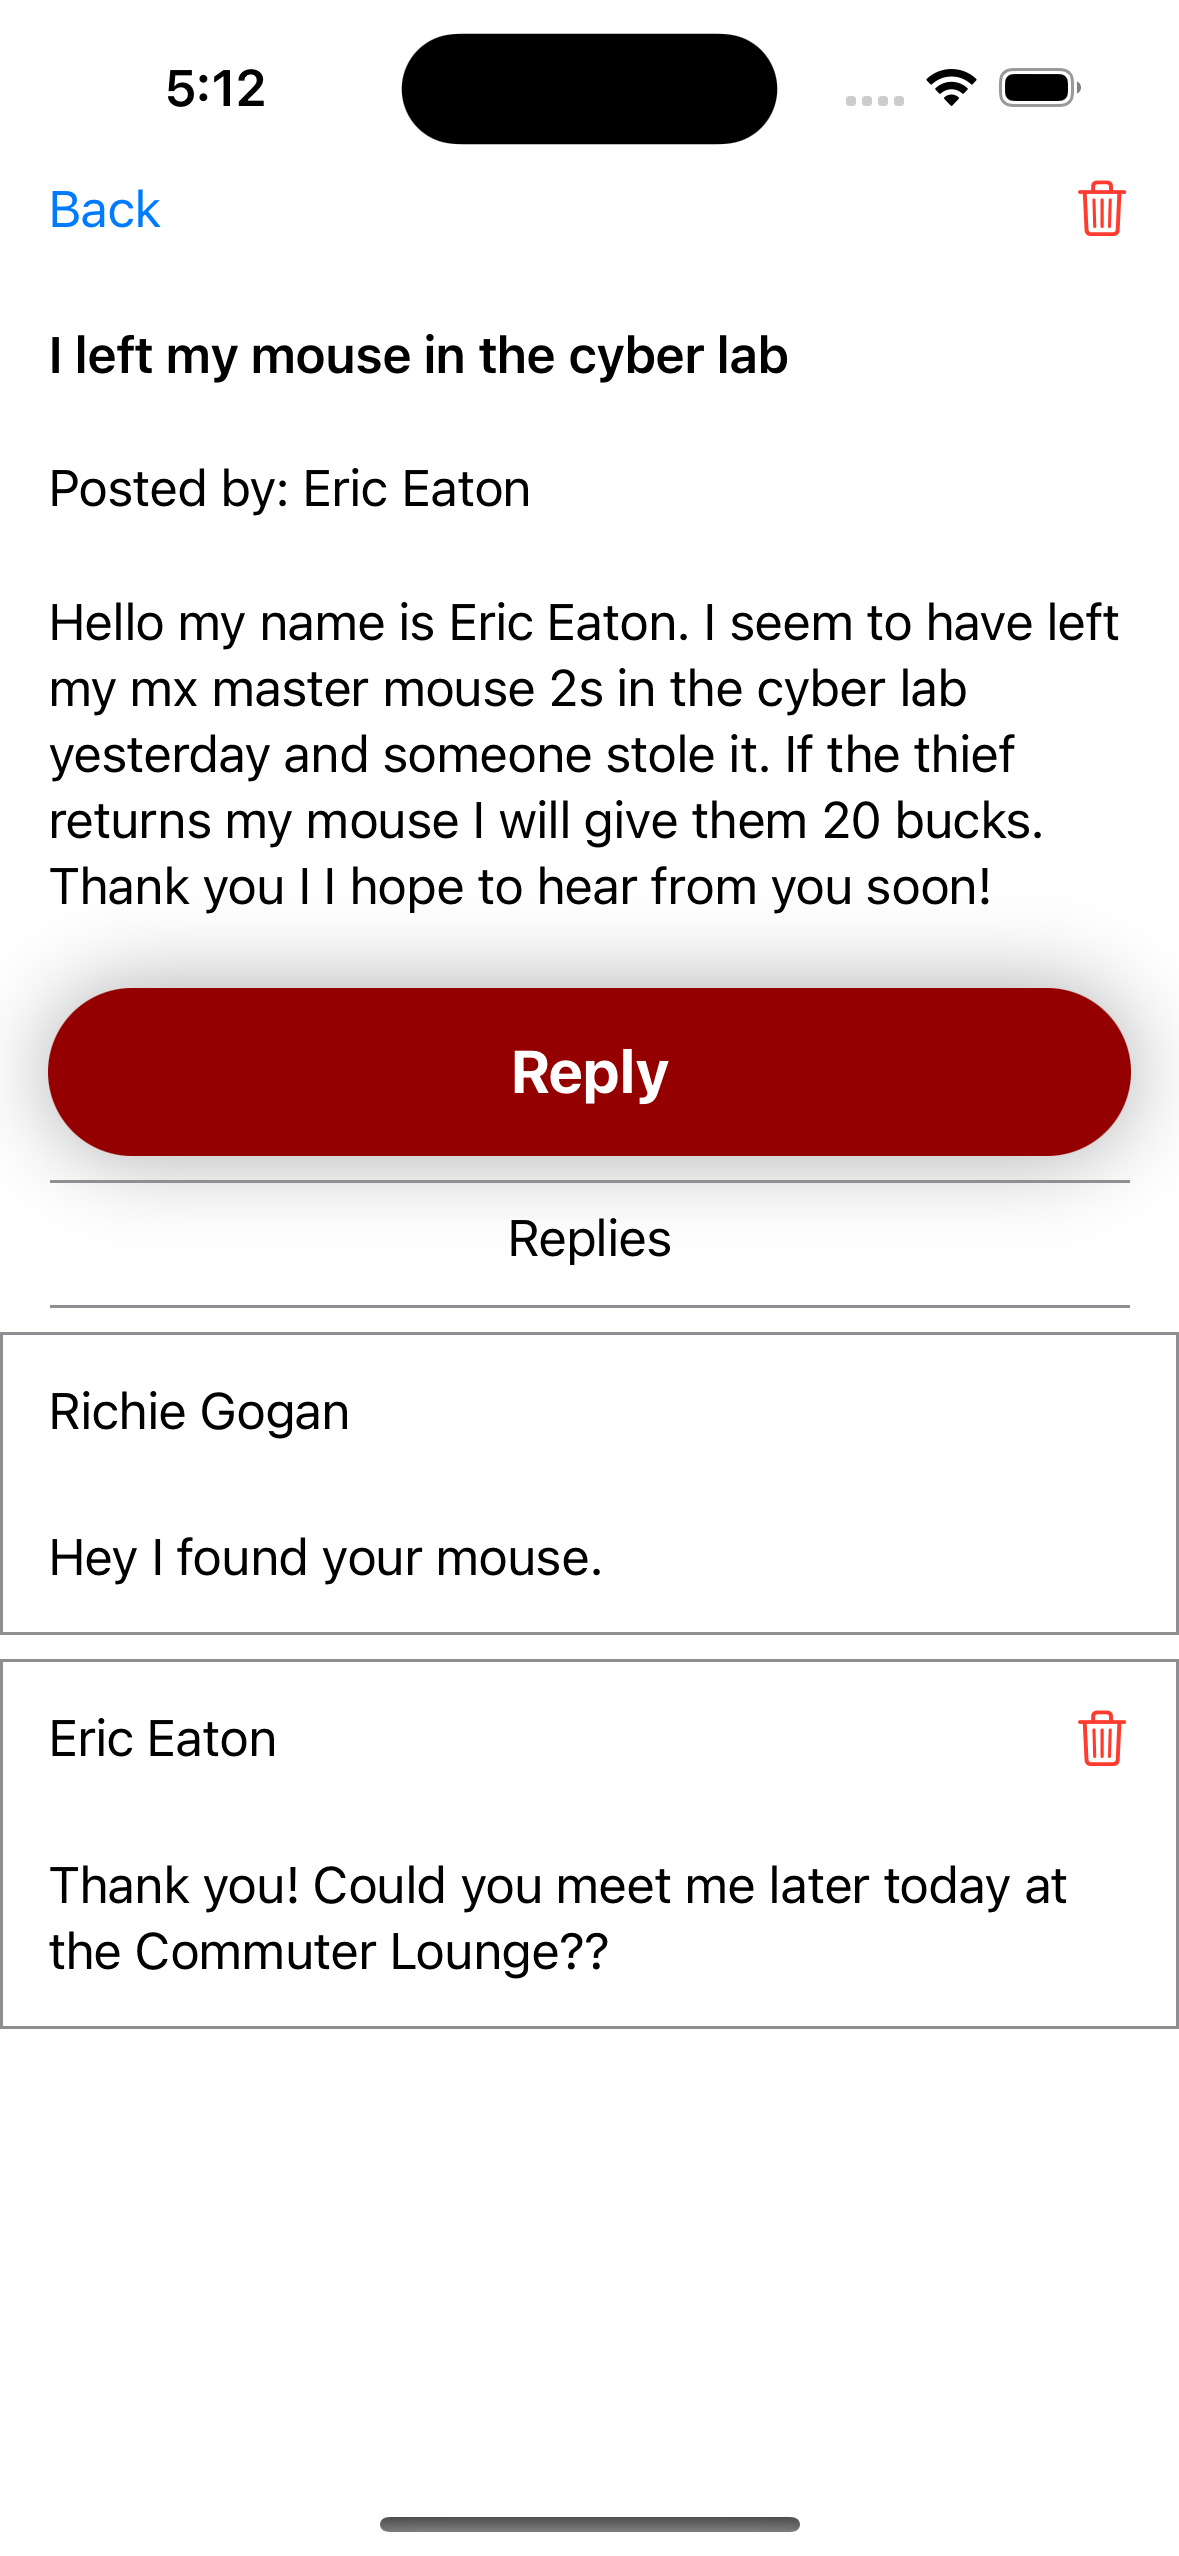 5:12
Back
I left my mouse in the cyber lab
Posted by: Eric Eaton
Hello my name is Eric Eaton. I seem to have left
my mx master mouse 2s in the cyber lab
yesterday and someone stole it. If the thief
returns my mouse I will give them 20 bucks.
Thank you I I hope to hear from you soon!
Reply
Replies
Richie Gogan
Hey I found your mouse.
Eric Eaton
Thank you! Could you meet me later today at
the Commuter Lounge??